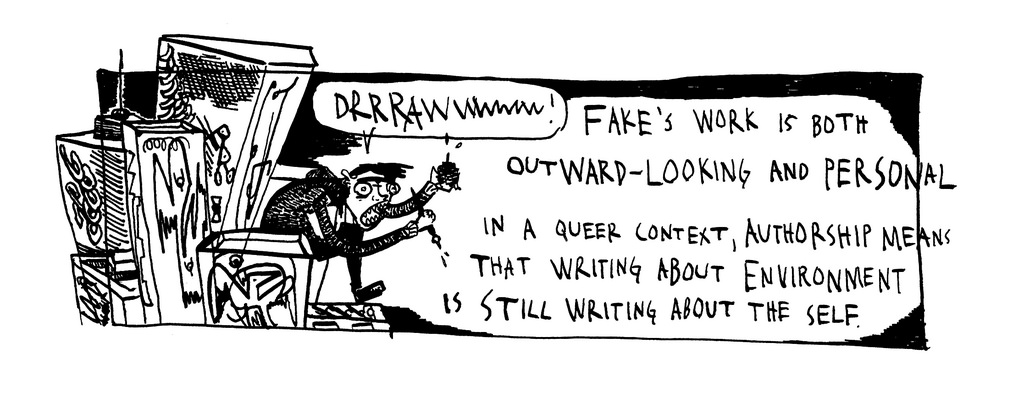 DRRRAWWWWWW!
FAKE'S WORK IS BOTH
OUTWARD-LOOKING AND PERSONAL
IN A QUEER CONTEXT, AUTHORSHIP MEANS
THAT WRITING ABOUT ENVIRONMENT
IS STILL WRITING ABOUT THE SELF.